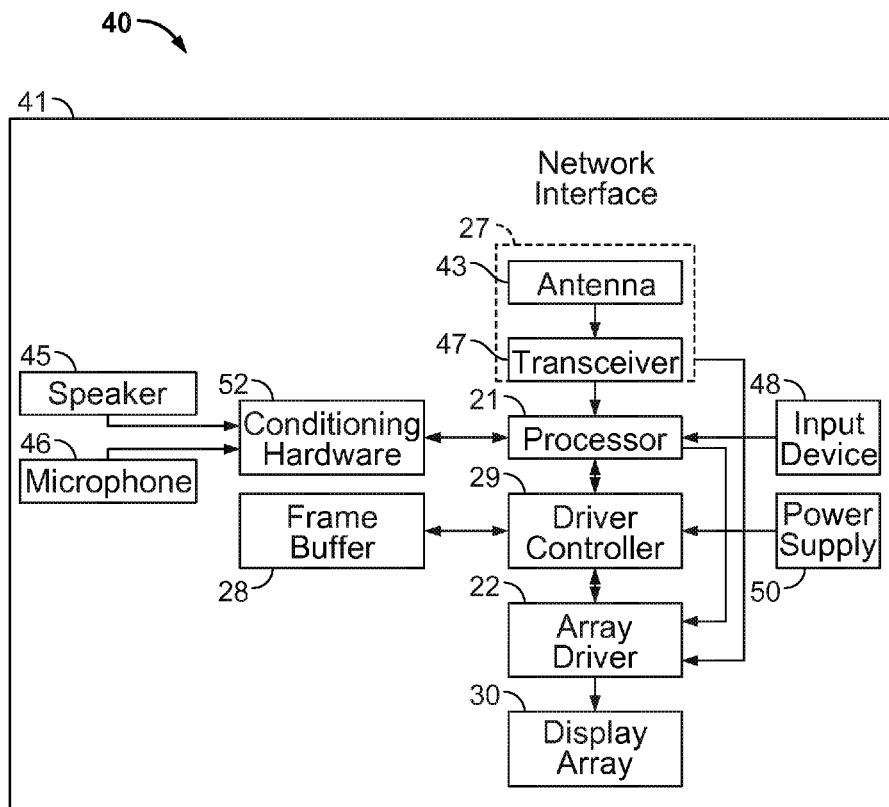 40
41
Network
Interface
27
43
Antenna
47
Transceiver
45
Speaker
52
Conditioning
Hardware
21
Processor
48
Input
Device
46
Microphone
29
Driver
Controller
Frame
Buffer
28
Power
Supply
50
22
Array
Driver
30
Display
Array